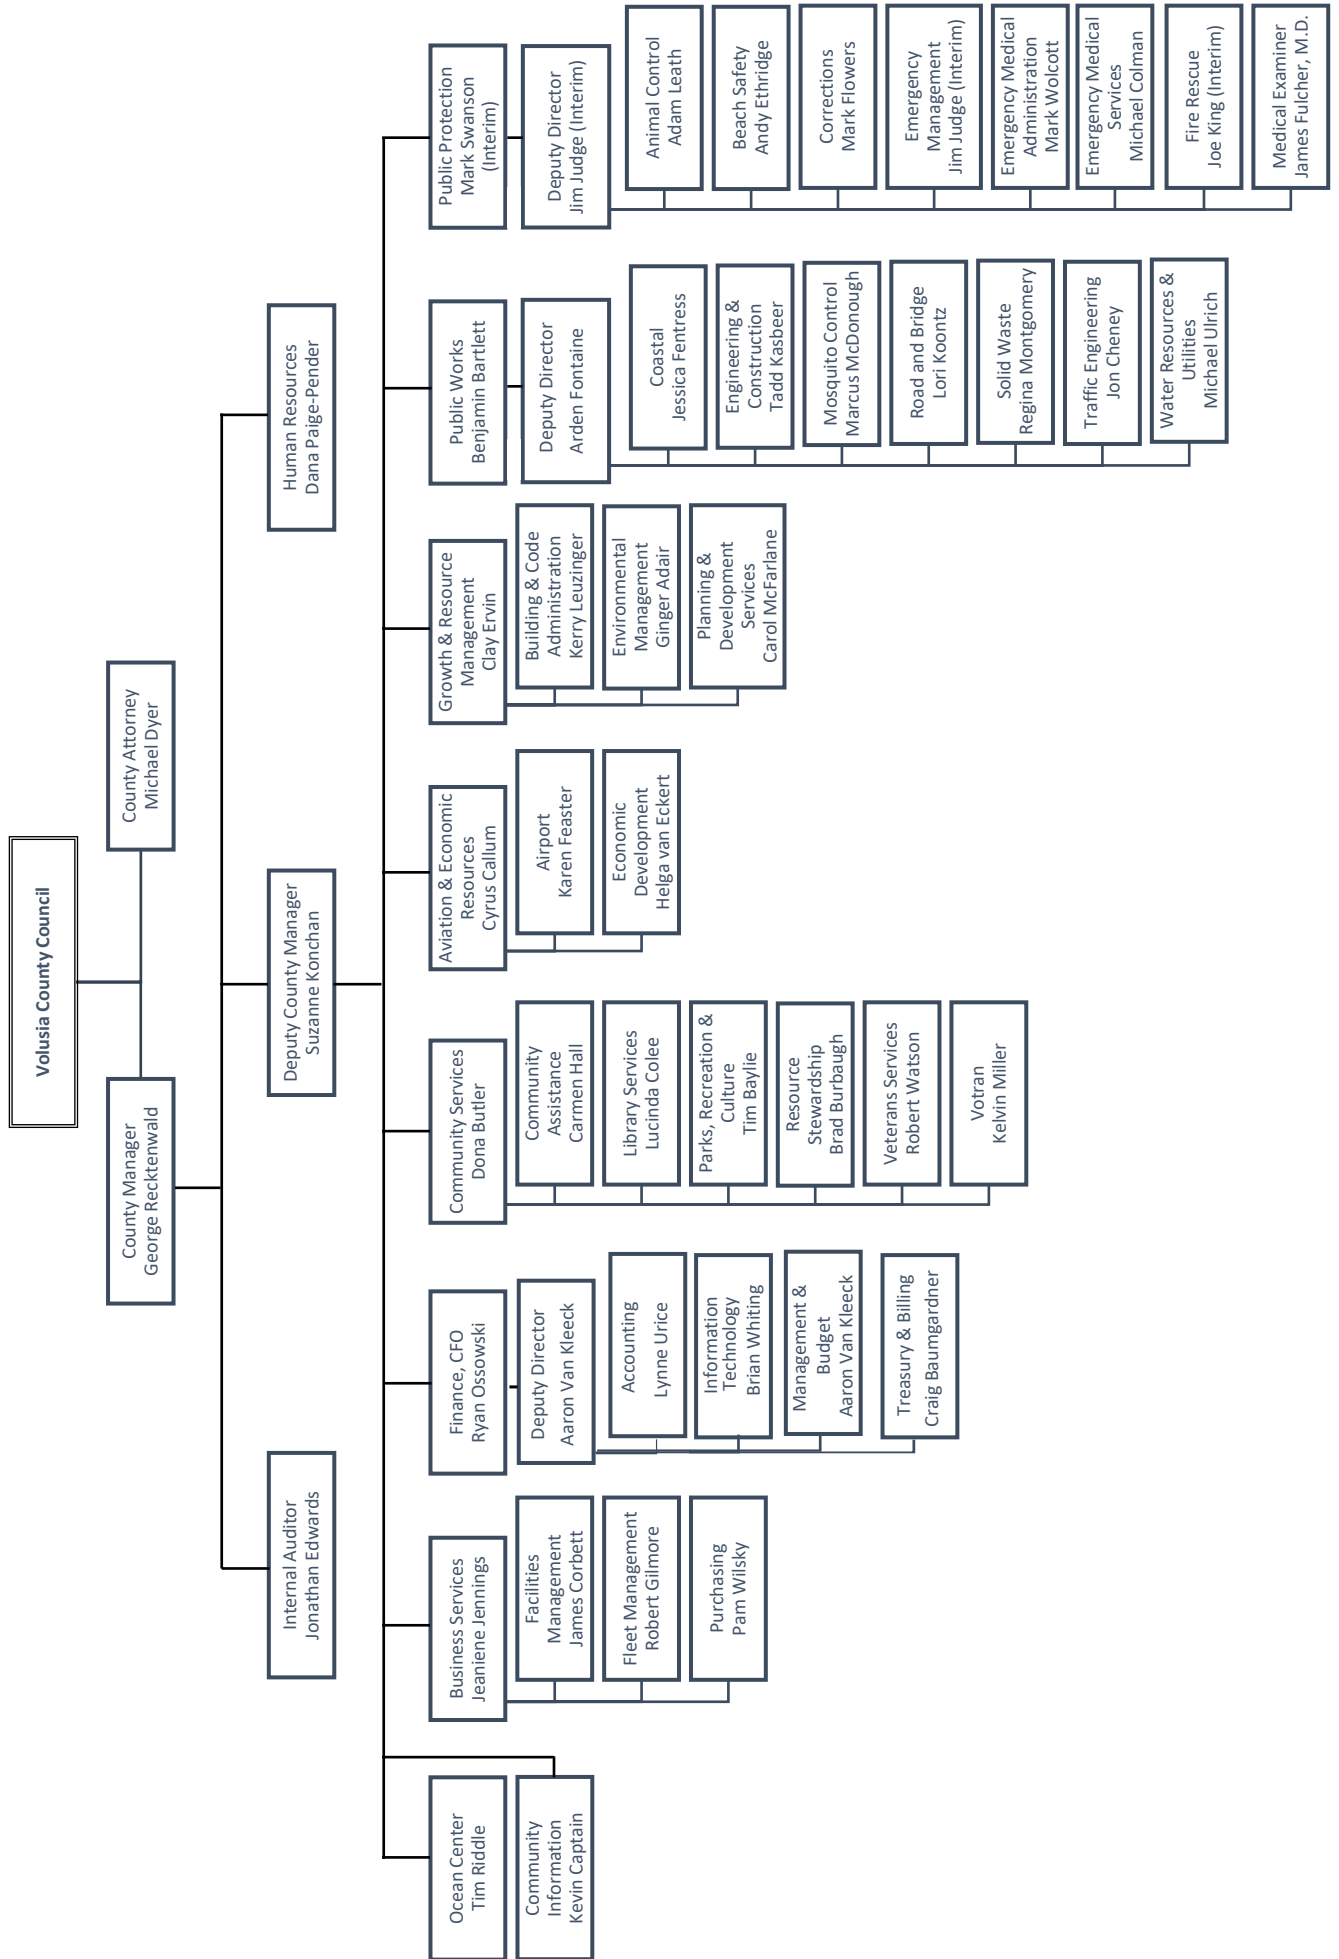 Volusia County Council
County Manager
George Recktenwald
County Attorney
Michael Dyer
Internal Auditor
Jonathan Edwards
Deputy County Manager
Suzanne Konchan
Human Resources
Dana Paige-Pender
Ocean Center
Tim Riddle
Community
Information
Kevin Captain
Business Services
Jeaniene Jennings
Facilities
Management
James Corbett
Fleet Management
Robert Gilmore
Purchasing
Pam Wilsky
Finance, CFO
Ryan Ossowski
Deputy Director
Aaron Van Kleeck
Accounting
Lynne Urice
Information
Technology
Brian Whiting
Management &
Budget
Aaron Van Kleeck
Treasury & Billing
Craig Baumgardner
Community Services
Dona Butler
Community
Assistance
Carmen Hall
Library Services
Lucinda Colee
Parks, Recreation &
Culture
Tim Baylie
Resource
Stewardship
Brad Burbaugh
Veterans Services
Robert Watson
Votran
Kelvin Miller
Aviation & Economic
Resources
Cyrus Callum
Airport
Karen Feaster
Economic
Development
Helga van Eckert
Growth & Resource
Management
Clay Ervin
Building & Code
Administration
Kerry Leuzinger
Environmental
Management
Ginger Adair
Planning &
Development
Services
Carol McFarlane
Public Works
Benjamin Bartlett
Deputy Director
Arden Fontaine
Coastal
Jessica Fentress
Engineering &
Construction
Tadd Kasbeer
Mosquito Control
Marcus McDonough
Road and Bridge
Lori Koontz
Solid Waste
Regina Montgomery
Traffic Engineering
Jon Cheney
Water Resources &
Utilities
Michael Ulrich
Public Protection
Mark Swanson
(Interim)
Deputy Director
Jim Judge (Interim)
Animal Control
Adam Leath
Beach Safety
Andy Ethridge
Corrections
Mark Flowers
Emergency
Management
Jim Judge (Interim)
Emergency Medical
Administration
Mark Wolcott
Emergency Medical
Services
Michael Colman
Fire Rescue
Joe King (Interim)
Medical Examiner
James Fulcher, M.D.